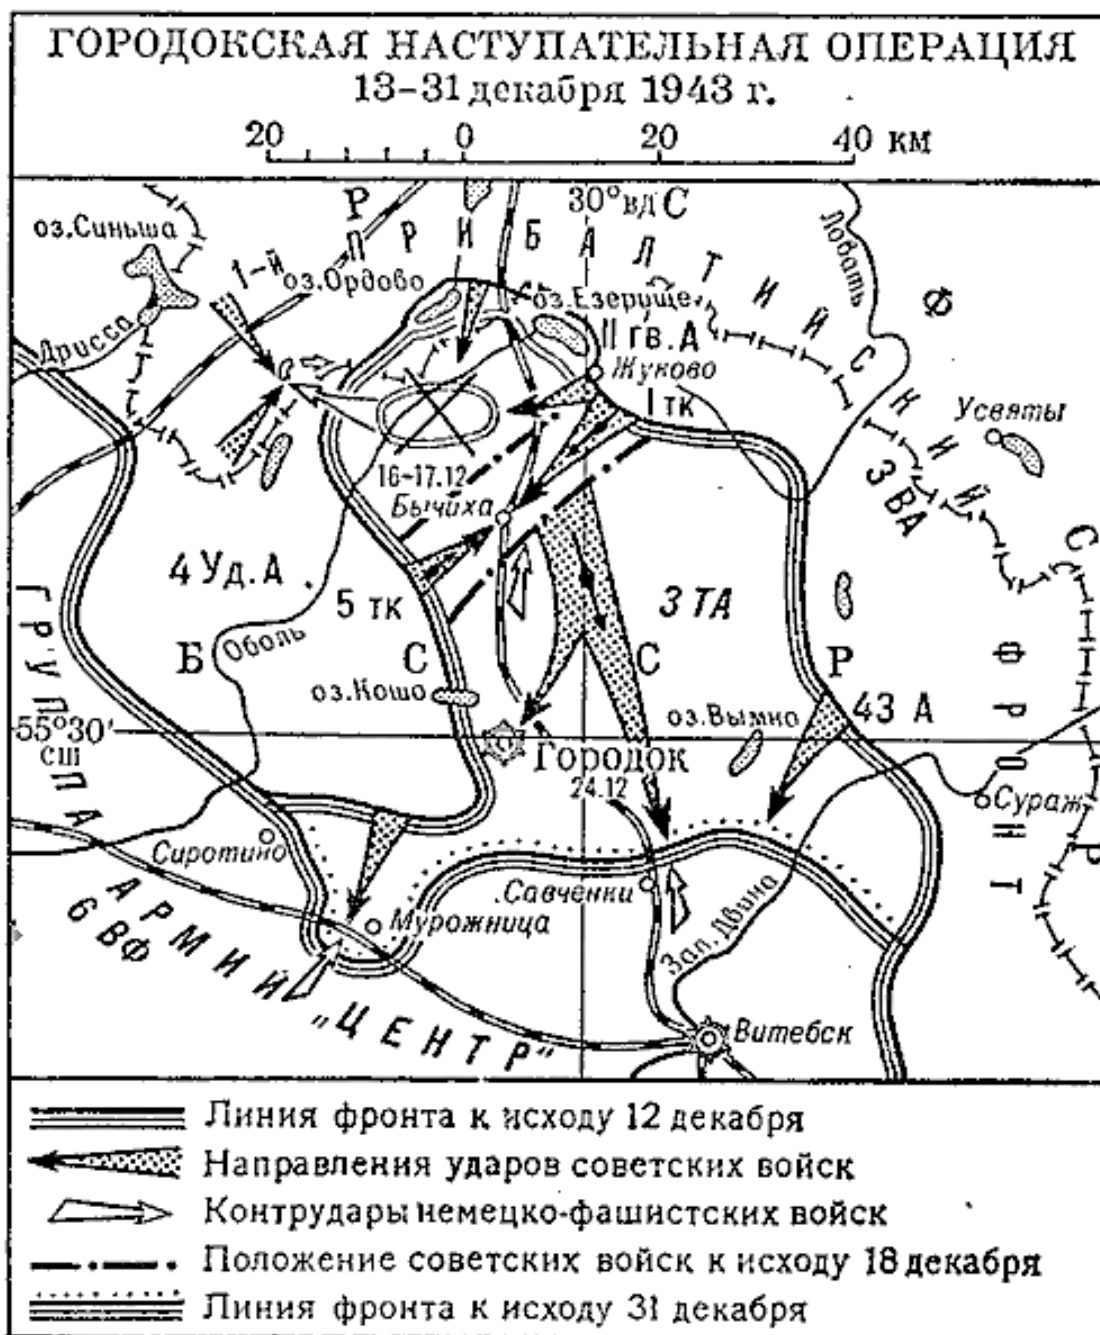 ГОРОДОКСКАЯ НАСТУПАТЕЛЬНАЯ ОПЕРАЦИЯ
13-31 декабря 1943 г.
20 0 20 40 км
30° вд
С Р
оз. Синьша
1-й
ПРИБАЛТИЙСКИЙ
ФРОНТ
оз. Ордово
оз. Езерище
Ловать
Ф
Дрисса
11 гв. А
Жуково
1 тк
Усвяты
3 ВА
16-17.12
Бычиха
4 Уд. А
5 тк
3 ТА
С
Оболь
Б С С Р
оз. Кошо
оз. Вымно
43 А
55°30′
сш
Городок
24.12
Сураж
Р
Сиротино
Савченки
Мурожница
Зап. Двина
ГРУППА
АРМИЙ „ЦЕНТР"
6 ВФ
Витебск
Линия фронта к исходу 12 декабря
Направления ударов советских войск
Контрудары немецко-фашистских войск
Положение советских войск к исходу 18 декабря
Линия фронта к исходу 31 декабря